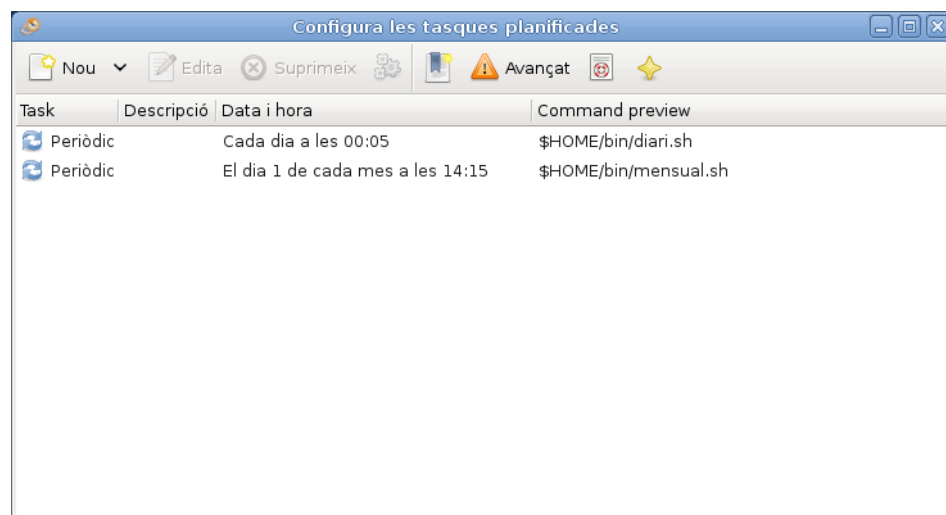 Configura les tasques planificades
Nou Edita Suprimeix Avançat
Task Descripció Data i hora Command preview
Periòdic Cada dia a les 00:05 $HOME/bin/diari.sh
Periòdic El dia 1 de cada mes a les 14:15 $HOME/bin/mensual.sh